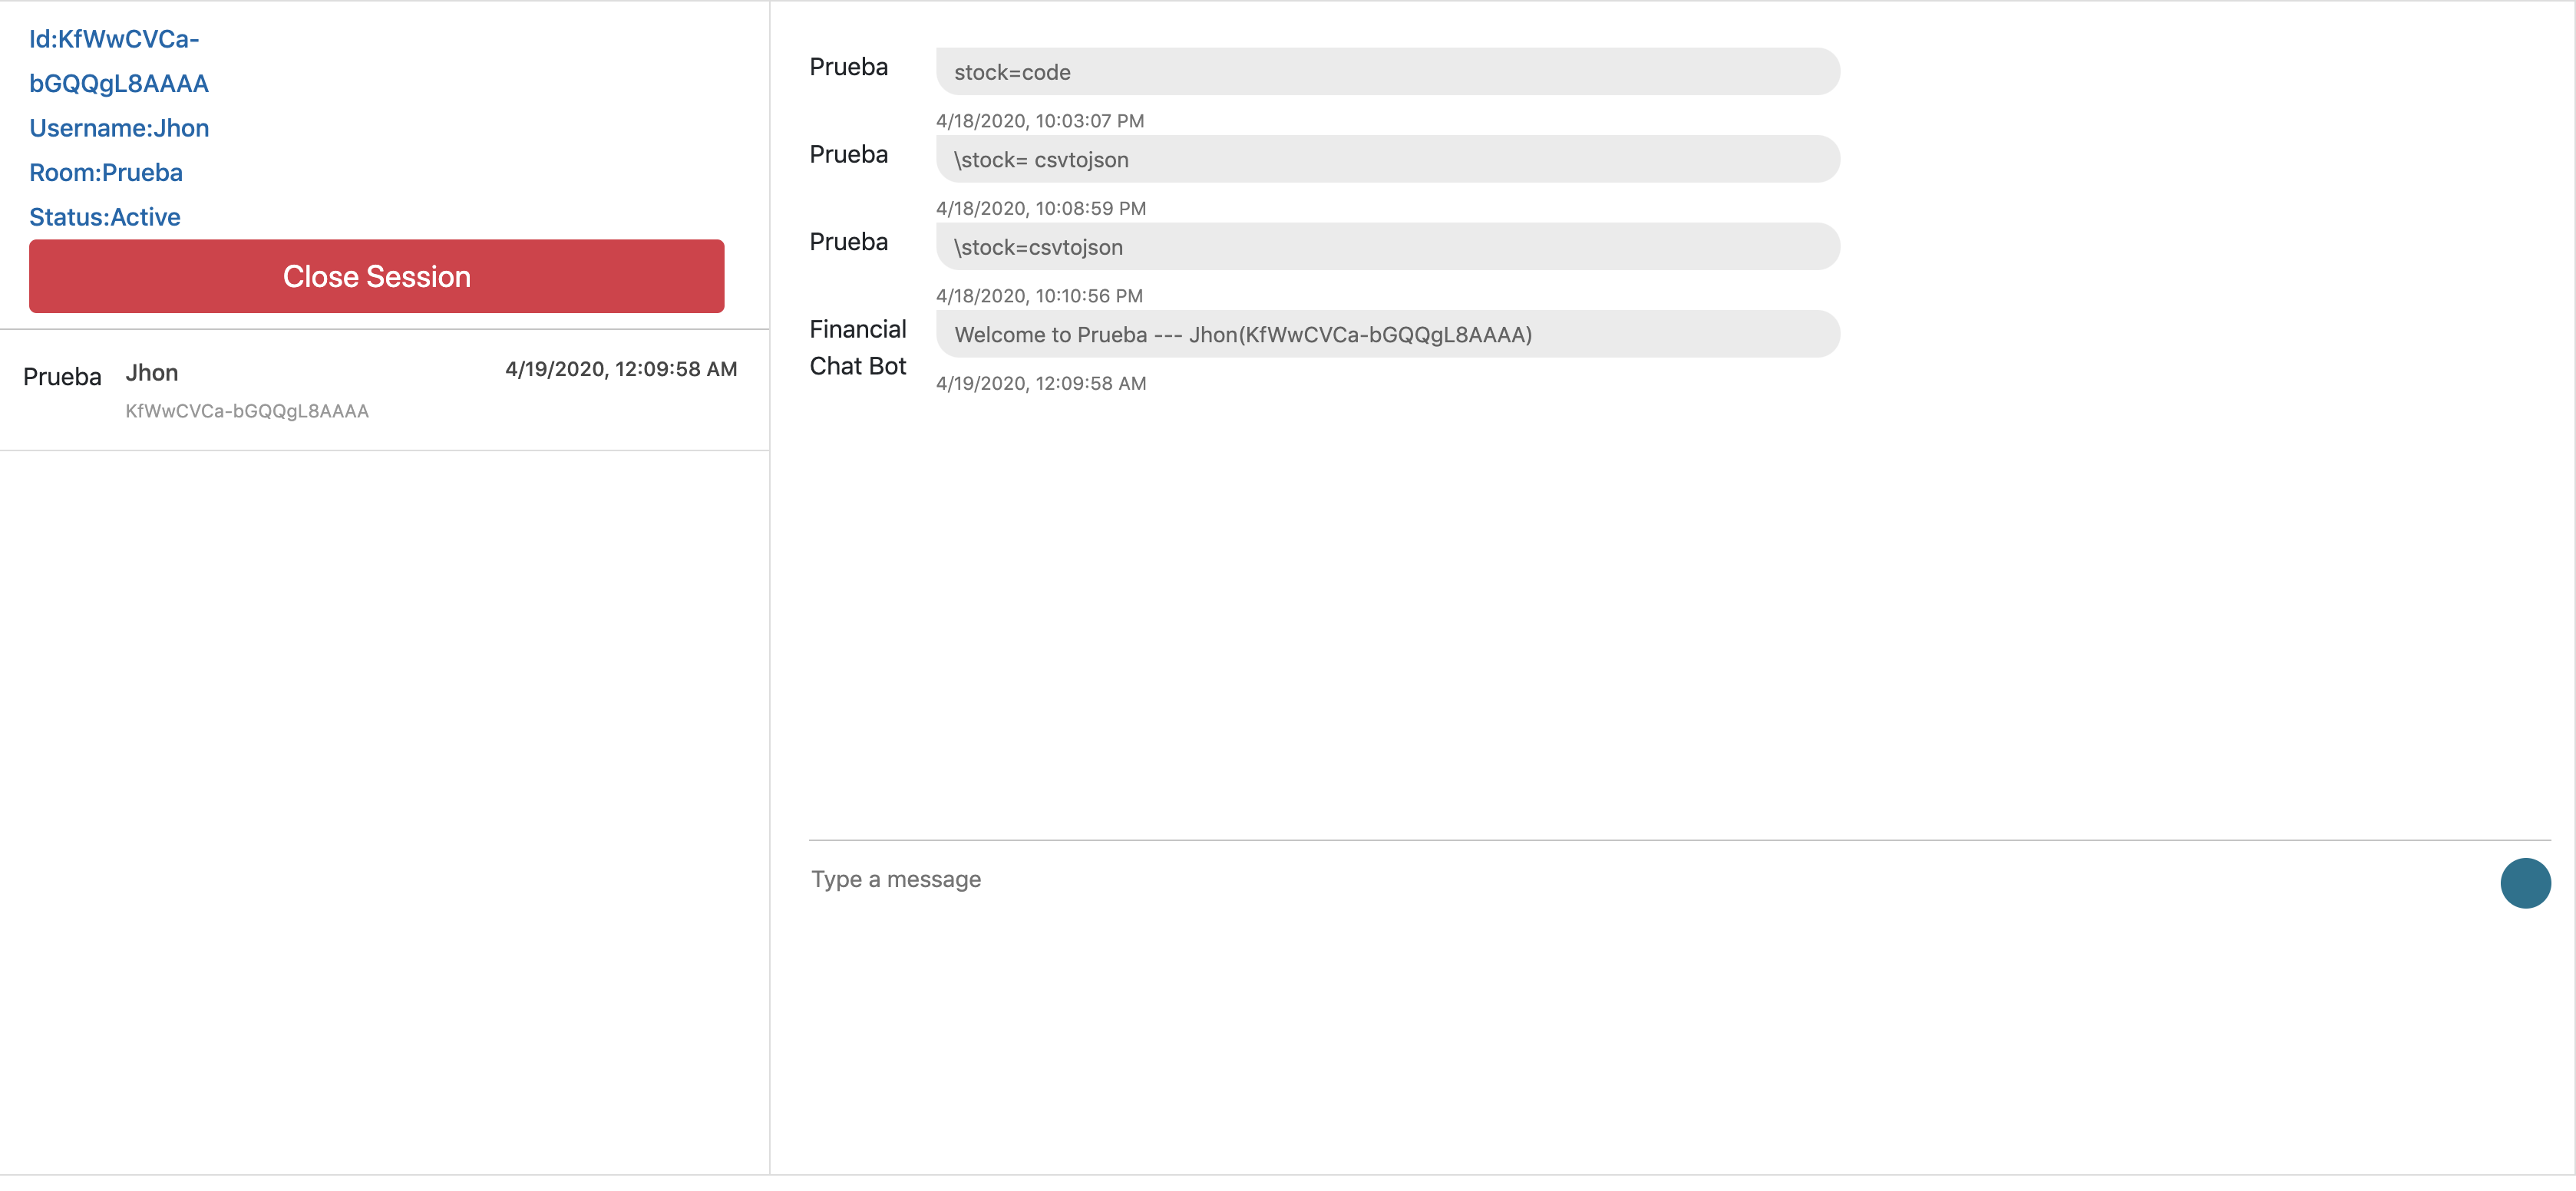 Id:KfWwCVCa-
bGQQgL8AAAA
Username:Jhon
Room:Prueba
Status:Active
Close Session
Prueba
Jhon
4/19/2020, 12:09:58 AM
KfWwCVCa-bGQQgL8AAAA
Prueba
stock=code
4/18/2020, 10:03:07 PM
Prueba
\stock= csvtojson
4/18/2020, 10:08:59 PM
Prueba
\stock=csvtojson
4/18/2020, 10:10:56 PM
Financial
Chat Bot
Welcome to Prueba --- Jhon(KfWwCVCa-bGQQgL8AAAA)
4/19/2020, 12:09:58 AM
Type a message